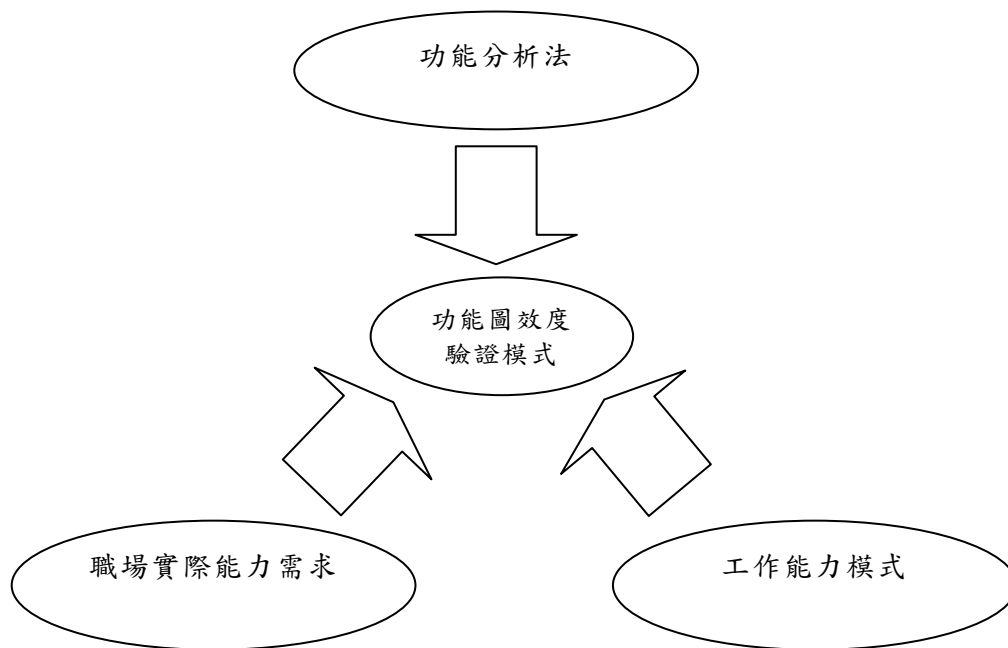 功能分析法
功能圖效度
驗證模式
職場實際能力需求
工作能力模式